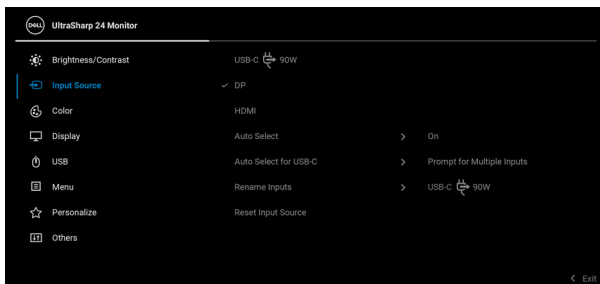 DELL UltraSharp 24 Monitor
Brightness/Contrast USB-C 90W
Input Source DP
Color HDMI
Display Auto Select On
USB Auto Select for USB-C Prompt for Multiple Inputs
Menu Rename Inputs USB-C 90W
Personalize Reset Input Source
Others
Exit